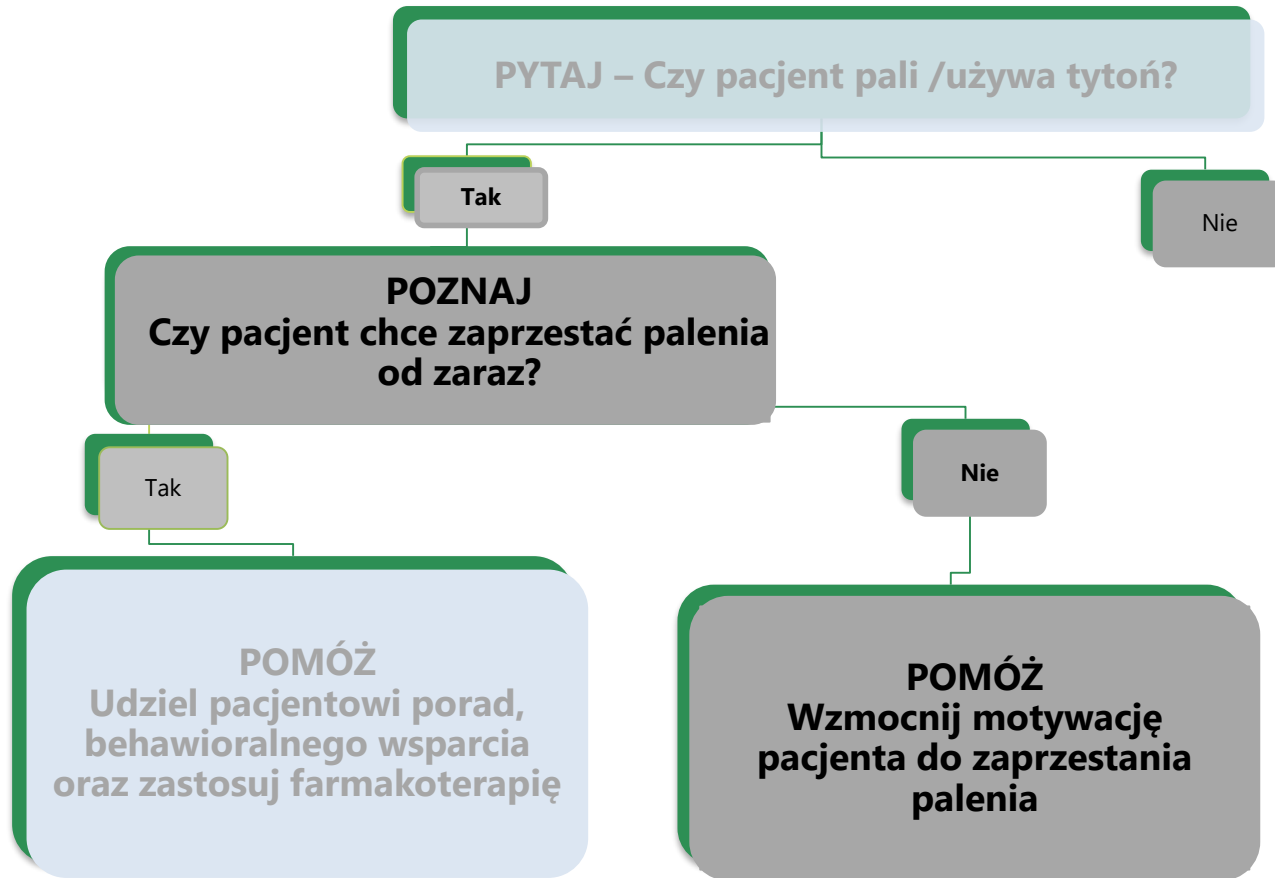 PYTAJ – Czy pacjent pali /używa tytoń?
Tak
Nie
POZNAJ
Czy pacjent chce zaprzestać palenia
od zaraz?
Tak
Nie
POMÓŻ
Udziel pacjentowi porad,
behawioralnego wsparcia
oraz zastosuj farmakoterapię
POMÓŻ
Wzmocnij motywację
pacjenta do zaprzestania
palenia